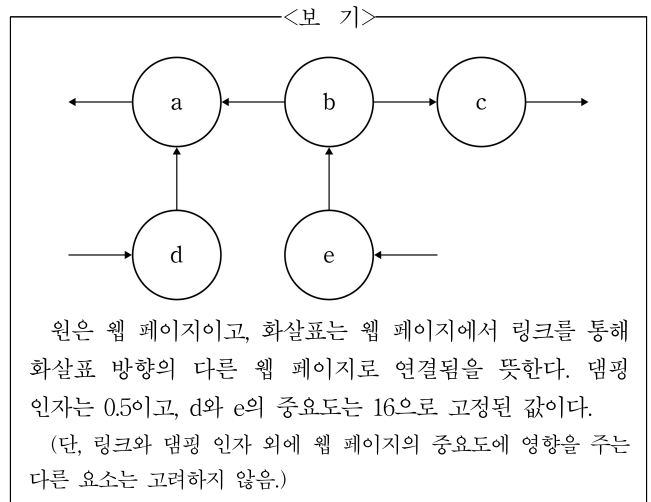 <보 기>
a b c
d e
원은 웹 페이지이고, 화살표는 웹 페이지에서 링크를 통해
화살표 방향의 다른 웹 페이지로 연결됨을 뜻한다. 댐핑
인자는 0.5이고, d와 e의 중요도는 16으로 고정된 값이다.
(단, 링크와 댐핑 인자 외에 웹 페이지의 중요도에 영향을 주는
다른 요소는 고려하지 않음.)